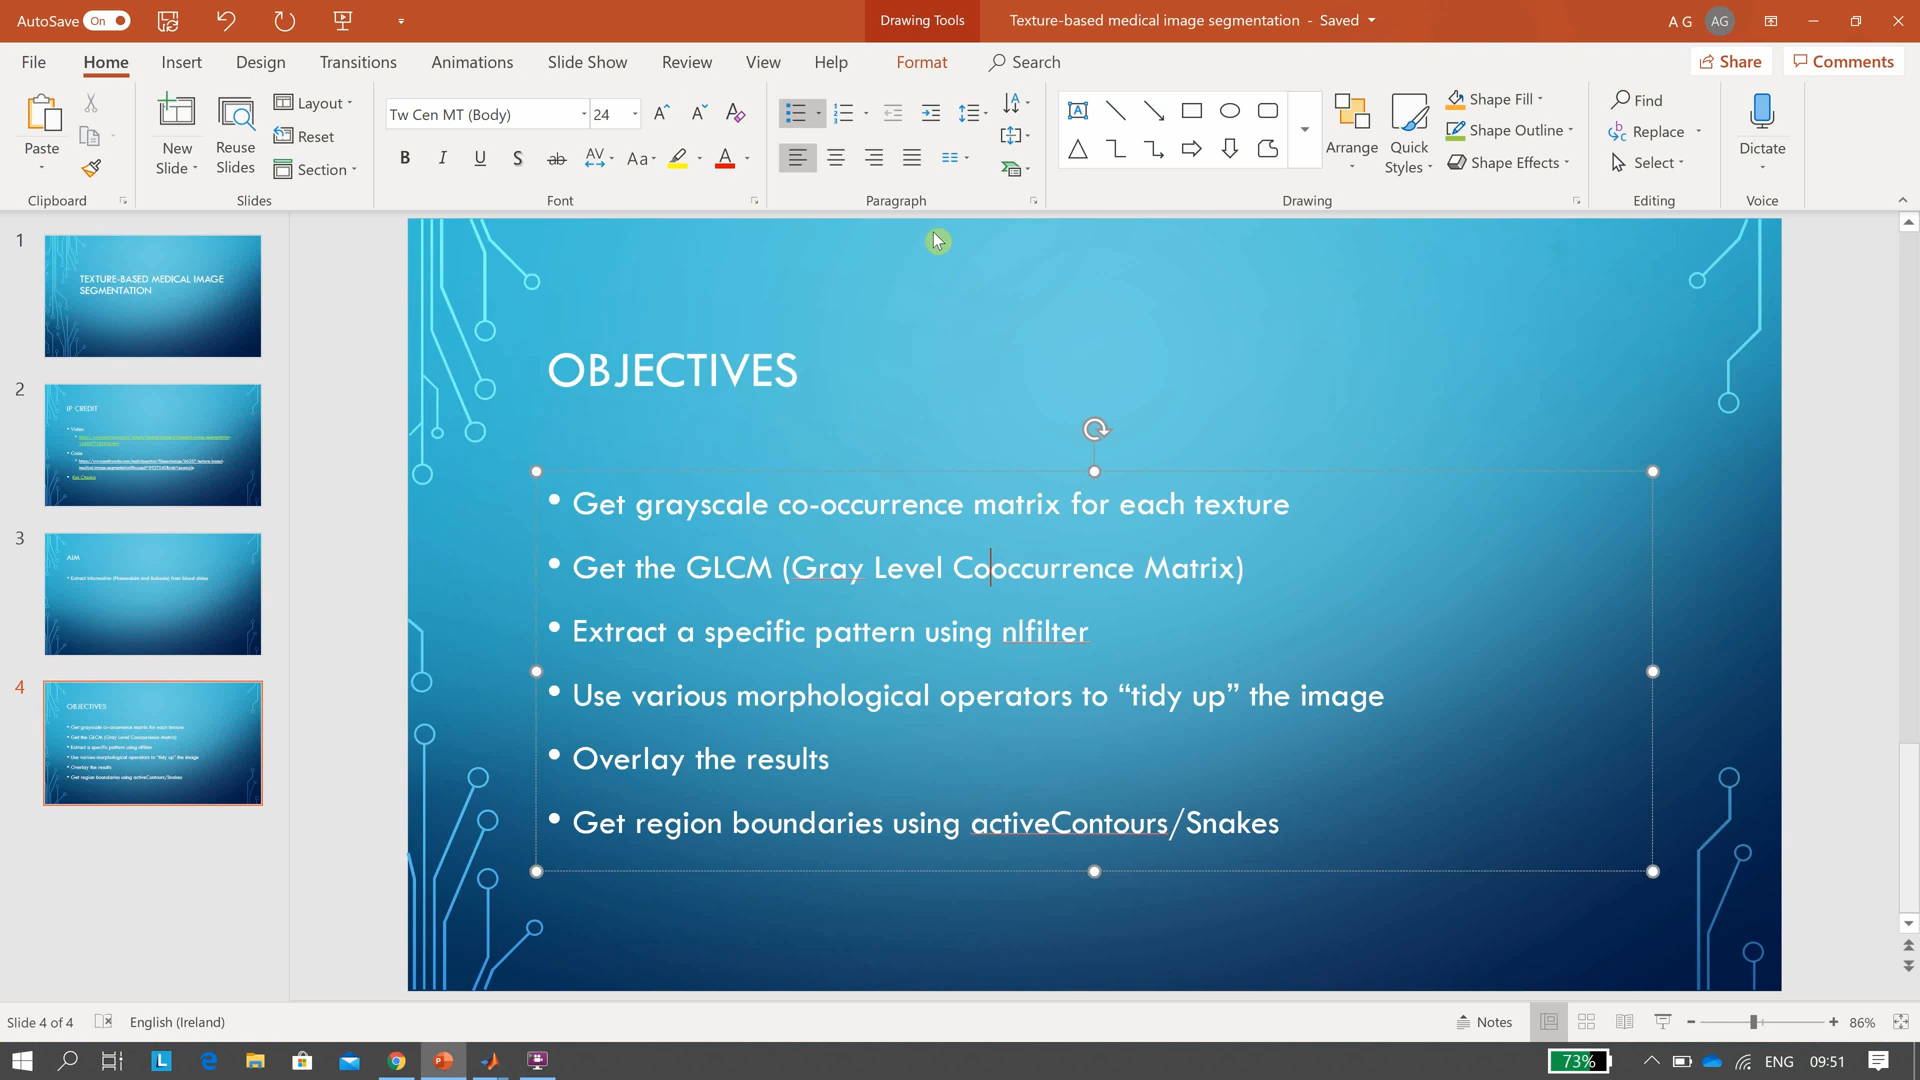 AutoSave On
Drawing Tools
Texture-based medical image segmentation - Saved
A G
AG
File
Home
Insert
Design
Transitions
Animations
Slide Show
Review
View
Help
Format
Search
Share
Comments
Paste
Clipboard
New Slide
Reuse Slides
Layout
Reset
Section
Slides
Tw Cen MT (Body)
24
B
I
U
S
ab
AV
Aa
A
Font
Paragraph
Arrange
Quick Styles
Shape Fill
Shape Outline
Shape Effects
Drawing
Find
Replace
Select
Editing
Dictate
Voice
1
TEXTURE-BASED MEDICAL IMAGE
SEGMENTATION
2
IP CREDIT
• Video
• Code
3
AIM
4
OBJECTIVES
• Get grayscale co-occurrence matrix for each texture
• Get the GLCM (Gray Level Cooccurrence Matrix)
• Extract a specific pattern using nlfilter
• Use various morphological operators to "tidy up" the image
• Overlay the results
• Get region boundaries using activeContours/Snakes
OBJECTIVES
• Get grayscale co-occurrence matrix for each texture
• Get the GLCM (Gray Level Cooccurrence Matrix)
• Extract a specific pattern using nlfilter
• Use various morphological operators to “tidy up” the image
• Overlay the results
• Get region boundaries using activeContours/Snakes
Slide 4 of 4
English (Ireland)
Notes
86%
73%
ENG
09:51